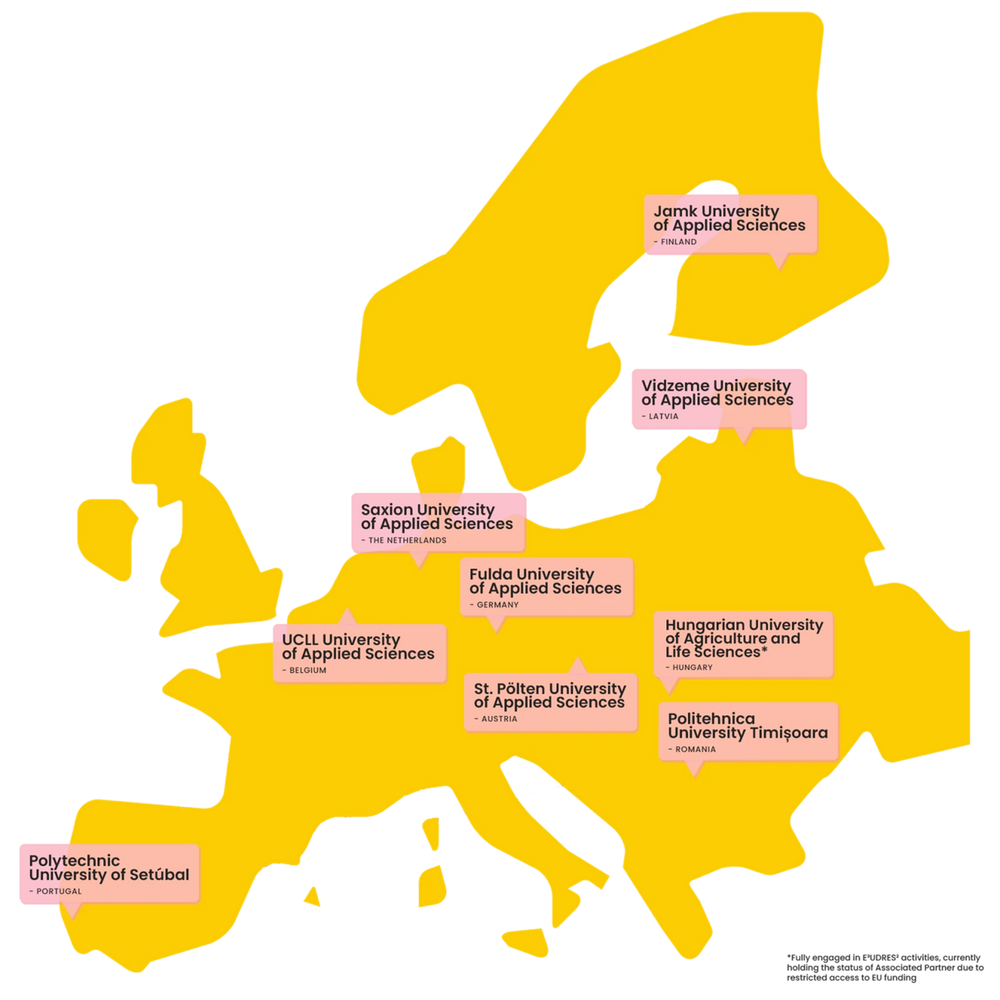 Jamk University
of Applied Sciences
- FINLAND
Vidzeme University
of Applied Sciences
- LATVIA
Saxion University
of Applied Sciences
- THE NETHERLANDS
Fulda University
of Applied Sciences
- GERMANY
UCLL University
of Applied Sciences
- BELGIUM
Hungarian University
of Agriculture and
Life Sciences*
- HUNGARY
St. Pölten University
of Applied Sciences
- AUSTRIA
Politehnica
University Timișoara
- ROMANIA
Polytechnic
University of Setúbal
- PORTUGAL
*Fully engaged in E³UDRES² activities, currently
holding the status of Associated Partner due to
restricted access to EU funding